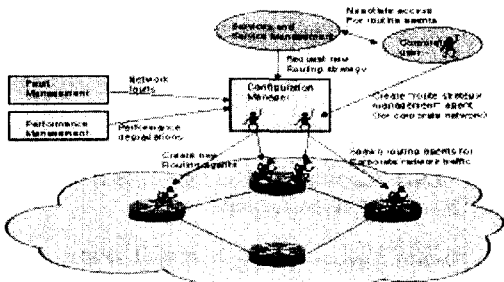 Negotiate access
For routing agents
Network and
Service Management
Corporate
user
Request new
Routing strategy
Fault
Management
Network
faults
Configuration
Manager
Create "route strategy
management" agent
(for corporate network)
Performance
Management
Performance
degradations
Create new
Routing agents
Spawn routing agents for
Corporate network traffic